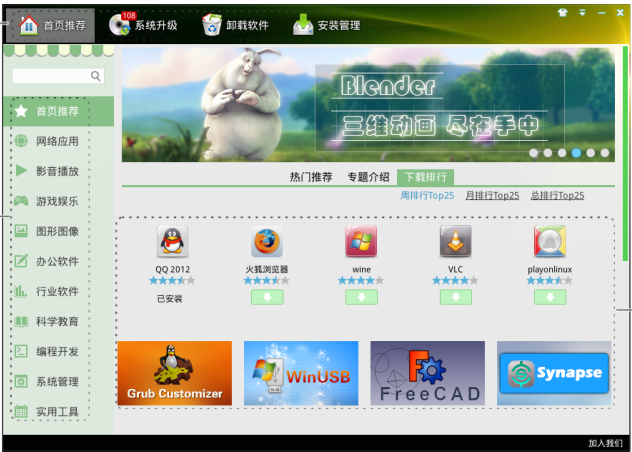 首页推荐 108 系统升级 卸载软件 安装管理
Blender
三维动画 尽在手中
首页推荐
网络应用
影音播放
游戏娱乐
图形图像
办公软件
行业软件
科学教育
编程开发
系统管理
实用工具
热门推荐 专题介绍 下载排行
周排行Top25 月排行Top25 总排行Top25
QQ 2012 火狐浏览器 wine VLC playonlinux
已安装
Grub Customizer WinUSB FreeCAD Synapse
加入我们